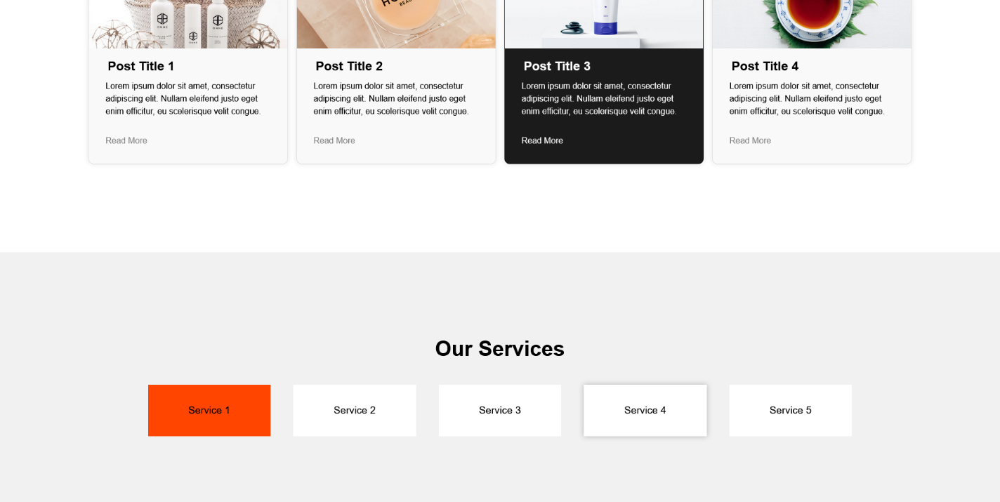 ONNE
ONNE
ONNE
BEAU
Post Title 1
Lorem ipsum dolor sit amet, consectetur
adipiscing elit. Nullam eleifend justo eget
enim efficitur, eu scelerisque velit congue.
Read More
Post Title 2
Lorem ipsum dolor sit amet, consectetur
adipiscing elit. Nullam eleifend justo eget
enim efficitur, eu scelerisque velit congue.
Read More
Post Title 3
Lorem ipsum dolor sit amet, consectetur
adipiscing elit. Nullam eleifend justo eget
enim efficitur, eu scelerisque velit congue.
Read More
Post Title 4
Lorem ipsum dolor sit amet, consectetur
adipiscing elit. Nullam eleifend justo eget
enim efficitur, eu scelerisque velit congue.
Read More
Our Services
Service 1
Service 2
Service 3
Service 4
Service 5